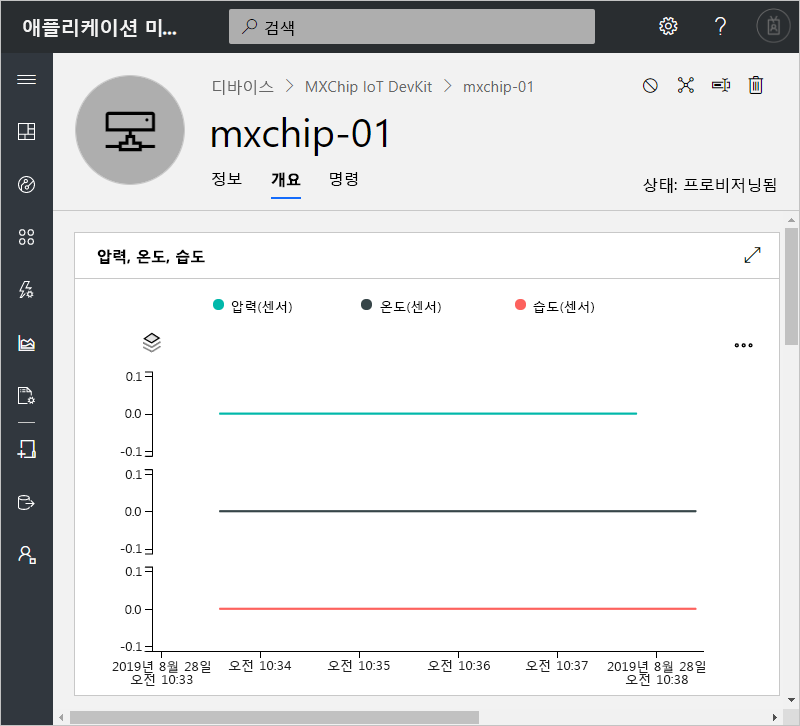 애플리케이션 미...
검색
디바이스 > MXChip IoT DevKit > mxchip-01
mxchip-01
정보 개요 명령
상태: 프로비저닝됨
압력, 온도, 습도
압력(센서) 온도(센서) 습도(센서)
0.1
0.0
-0.1
0.1
0.0
-0.1
0.1
0.0
-0.1
2019년 8월 28일 오전 10:34 오전 10:35 오전 10:36 오전 10:37 2019년 8월 28일
오전 10:33 오전 10:38